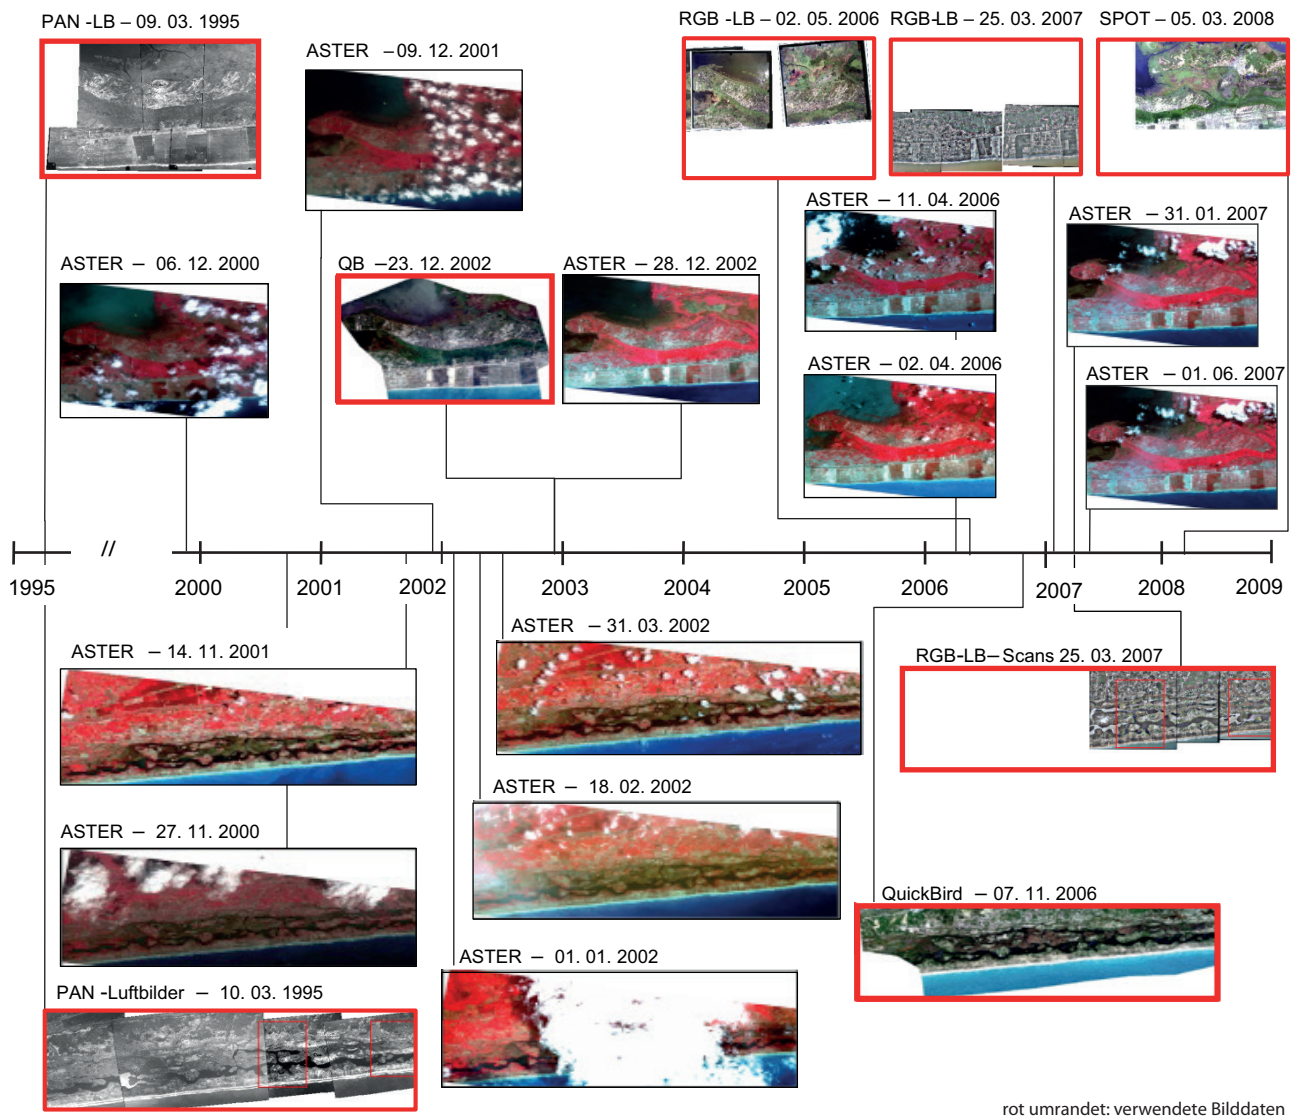 PAN -LB – 09. 03. 1995
ASTER – 09. 12. 2001
RGB -LB – 02. 05. 2006
RGB-LB – 25. 03. 2007
SPOT – 05. 03. 2008
ASTER – 06. 12. 2000
QB –23. 12. 2002
ASTER – 28. 12. 2002
ASTER – 11. 04. 2006
ASTER – 31. 01. 2007
ASTER – 02. 04. 2006
ASTER – 01. 06. 2007
//
1995 2000 2001 2002 2003 2004 2005 2006 2007 2008 2009
ASTER – 14. 11. 2001
ASTER – 31. 03. 2002
RGB-LB– Scans 25. 03. 2007
ASTER – 27. 11. 2000
ASTER – 18. 02. 2002
QuickBird – 07. 11. 2006
PAN -Luftbilder – 10. 03. 1995
ASTER – 01. 01. 2002
rot umrandet: verwendete Bilddaten